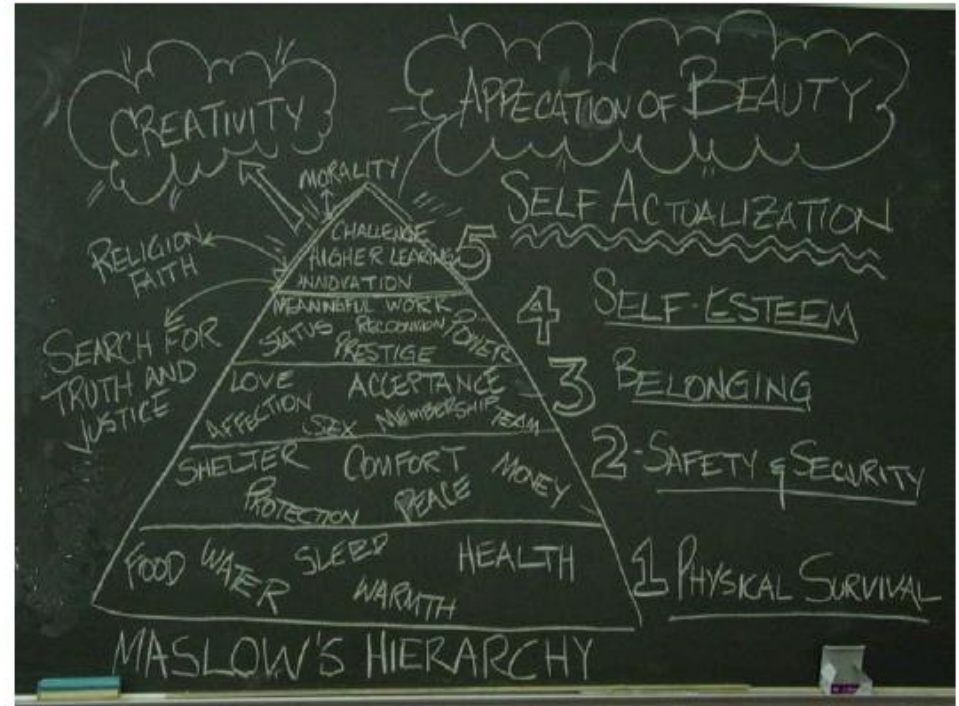 CREATIVITY
APPECATION OF BEAUTY
MORALITY
SELF ACTUALIZATION
RELIGION
FAITH
SEARCH FOR
TRUTH AND
JUSTICE
CHALLENGE
HIGHER LEARING
INNOVATION
5
MEANINGFUL WORK
STATUS RECOGNITION POWER
PRESTIGE
4
SELF-ESTEEM
LOVE ACCEPTANCE
AFFECTION SEX MEMBERSHIP TEAM
3
BELONGING
SHELTER COMFORT MONEY
PROTECTION PEACE
2-SAFETY & SECURITY
FOOD WATER SLEEP HEALTH
WARMTH
1 PHYSICAL SURVIVAL
MASLOW'S HIERARCHY